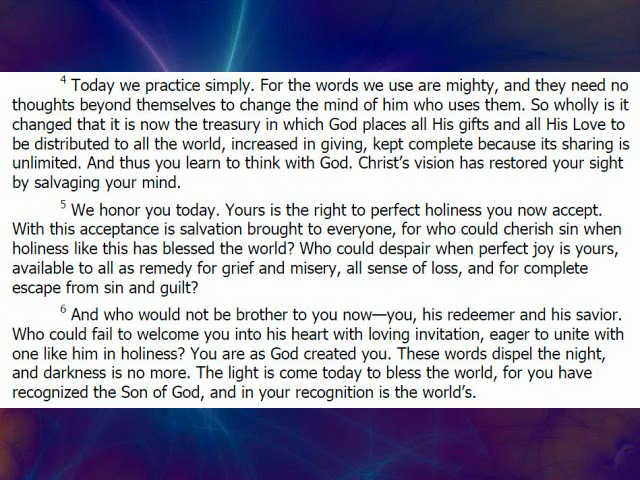 4 Today we practice simply. For the words we use are mighty, and they need no
thoughts beyond themselves to change the mind of him who uses them. So wholly is it
changed that it is now the treasury in which God places all His gifts and all His Love to
be distributed to all the world, increased in giving, kept complete because its sharing is
unlimited. And thus you learn to think with God. Christ’s vision has restored your sight
by salvaging your mind.
5 We honor you today. Yours is the right to perfect holiness you now accept.
With this acceptance is salvation brought to everyone, for who could cherish sin when
holiness like this has blessed the world? Who could despair when perfect joy is yours,
available to all as remedy for grief and misery, all sense of loss, and for complete
escape from sin and guilt?
6 And who would not be brother to you now—you, his redeemer and his savior.
Who could fail to welcome you into his heart with loving invitation, eager to unite with
one like him in holiness? You are as God created you. These words dispel the night,
and darkness is no more. The light is come today to bless the world, for you have
recognized the Son of God, and in your recognition is the world’s.